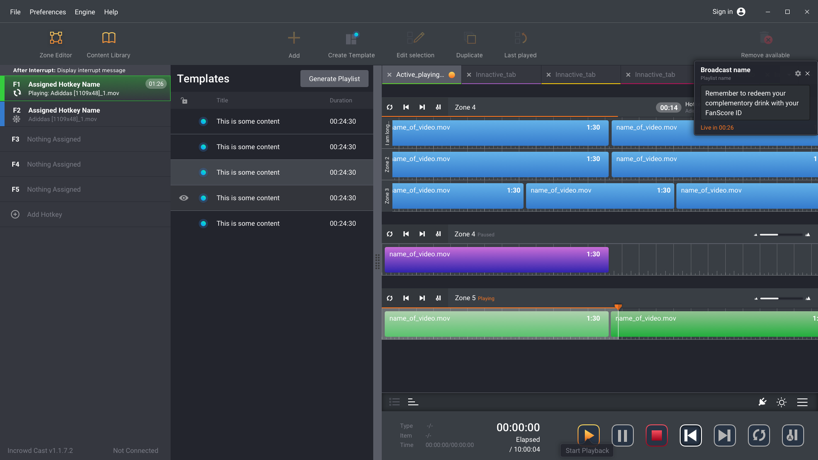 File Preferences Engine Help Sign in
Zone Editor Content Library Add Create Template Edit selection Duplicate Last played Remove available
After Interrupt: Display interrupt message
F1 Assigned Hotkey Name 01:26
Playing: Adiddas [1109x48]_1.mov
F2 Assigned Hotkey Name
Adiddas [1109x48]_1.mov
F3 Nothing Assigned
F4 Nothing Assigned
F5 Nothing Assigned
Add Hotkey
Incrowd Cast v1.1.7.2 Not Connected
Templates Generate Playlist
Title Duration
This is some content 00:24:30
This is some content 00:24:30
This is some content 00:24:30
This is some content 00:24:30
This is some content 00:24:30
Active_playing... Innactive_tab Innactive_tab Innactive_tab
Broadcast name
Playlist name
Remember to redeem your
complementory drink with your
FanScore ID
Live in 00:26
Zone 4 00:14
I am long...
name_of_video.mov 1:30 name_of_video.mov
Zone 2
name_of_video.mov 1:30 name_of_video.mov
Zone 3
name_of_video.mov 1:30 name_of_video.mov 1:30 name_of_video.mov
Zone 4 Paused
name_of_video.mov 1:30
Zone 5 Playing
name_of_video.mov 1:30 name_of_video.mov
Type
Item
Time 00:00:00/00:00:00
00:00:00
Elapsed
/ 10:00:04
Start Playback